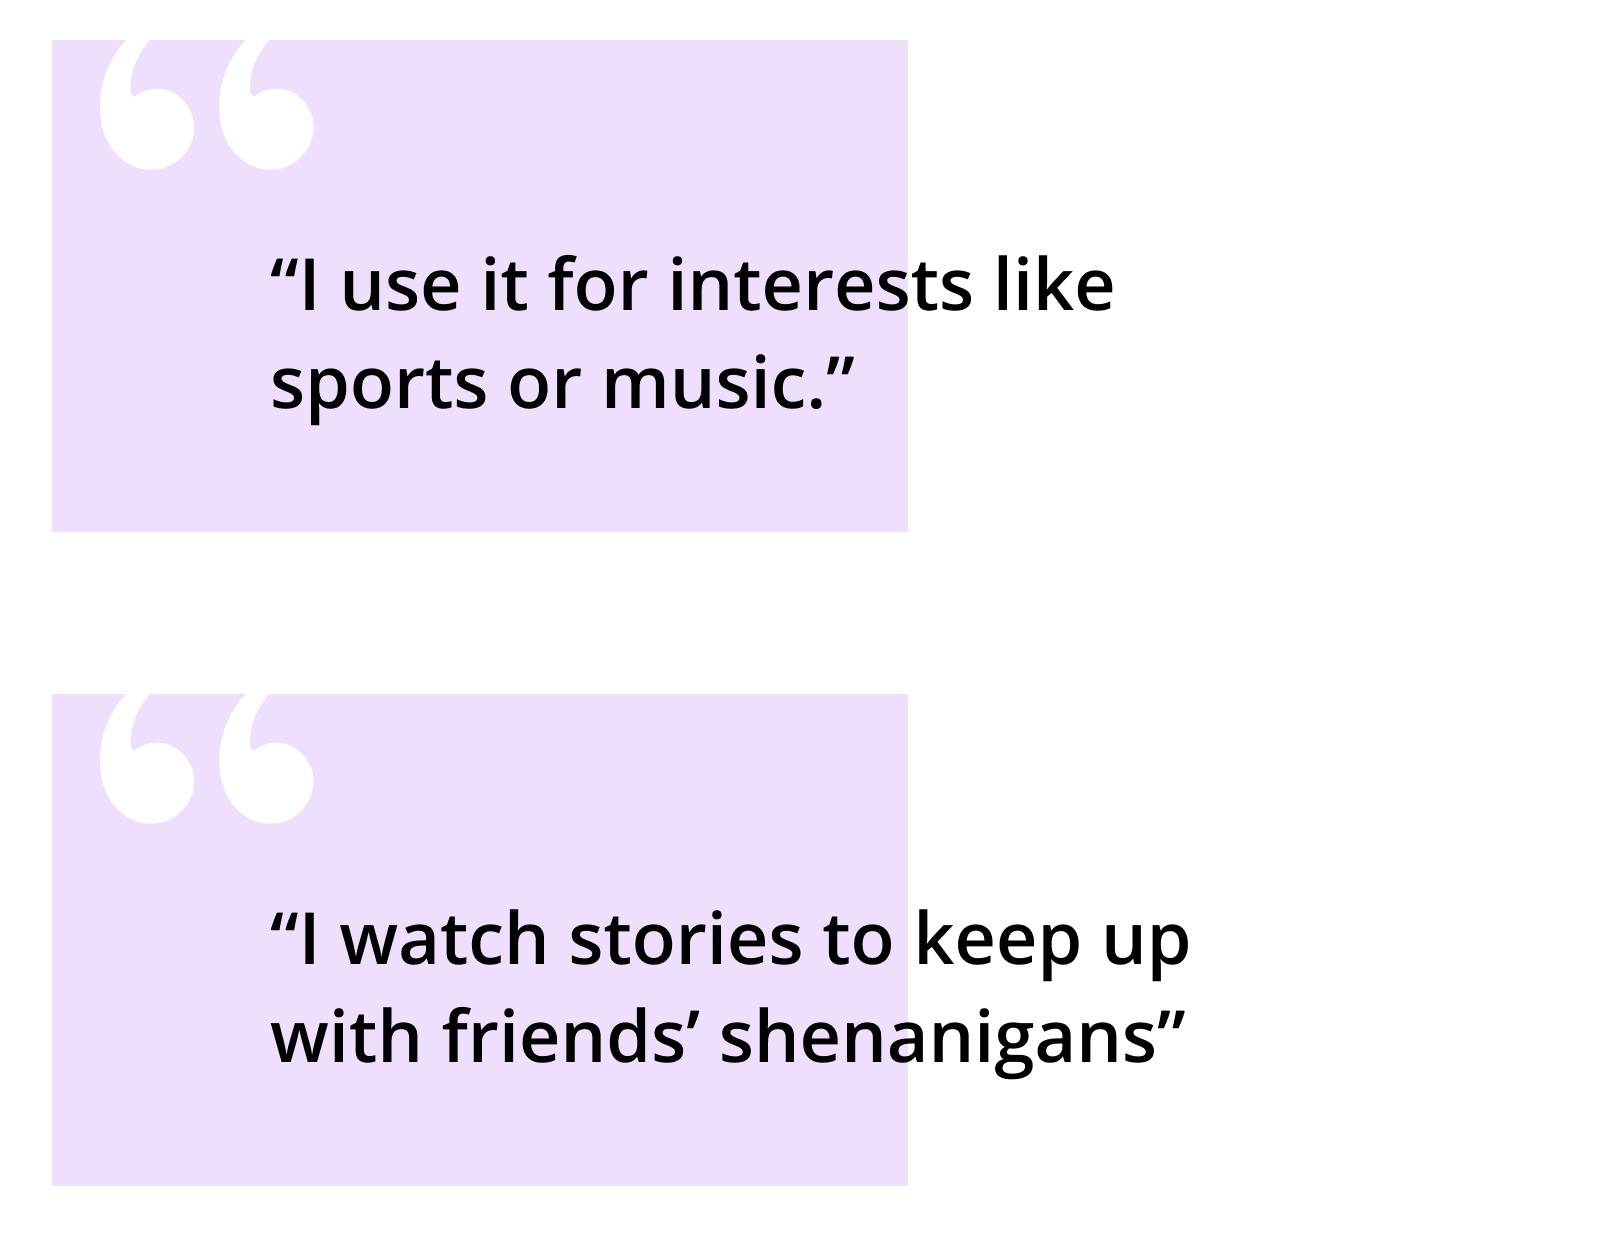 “I use it for interests like
sports or music.”
“I watch stories to keep up
with friends’ shenanigans”